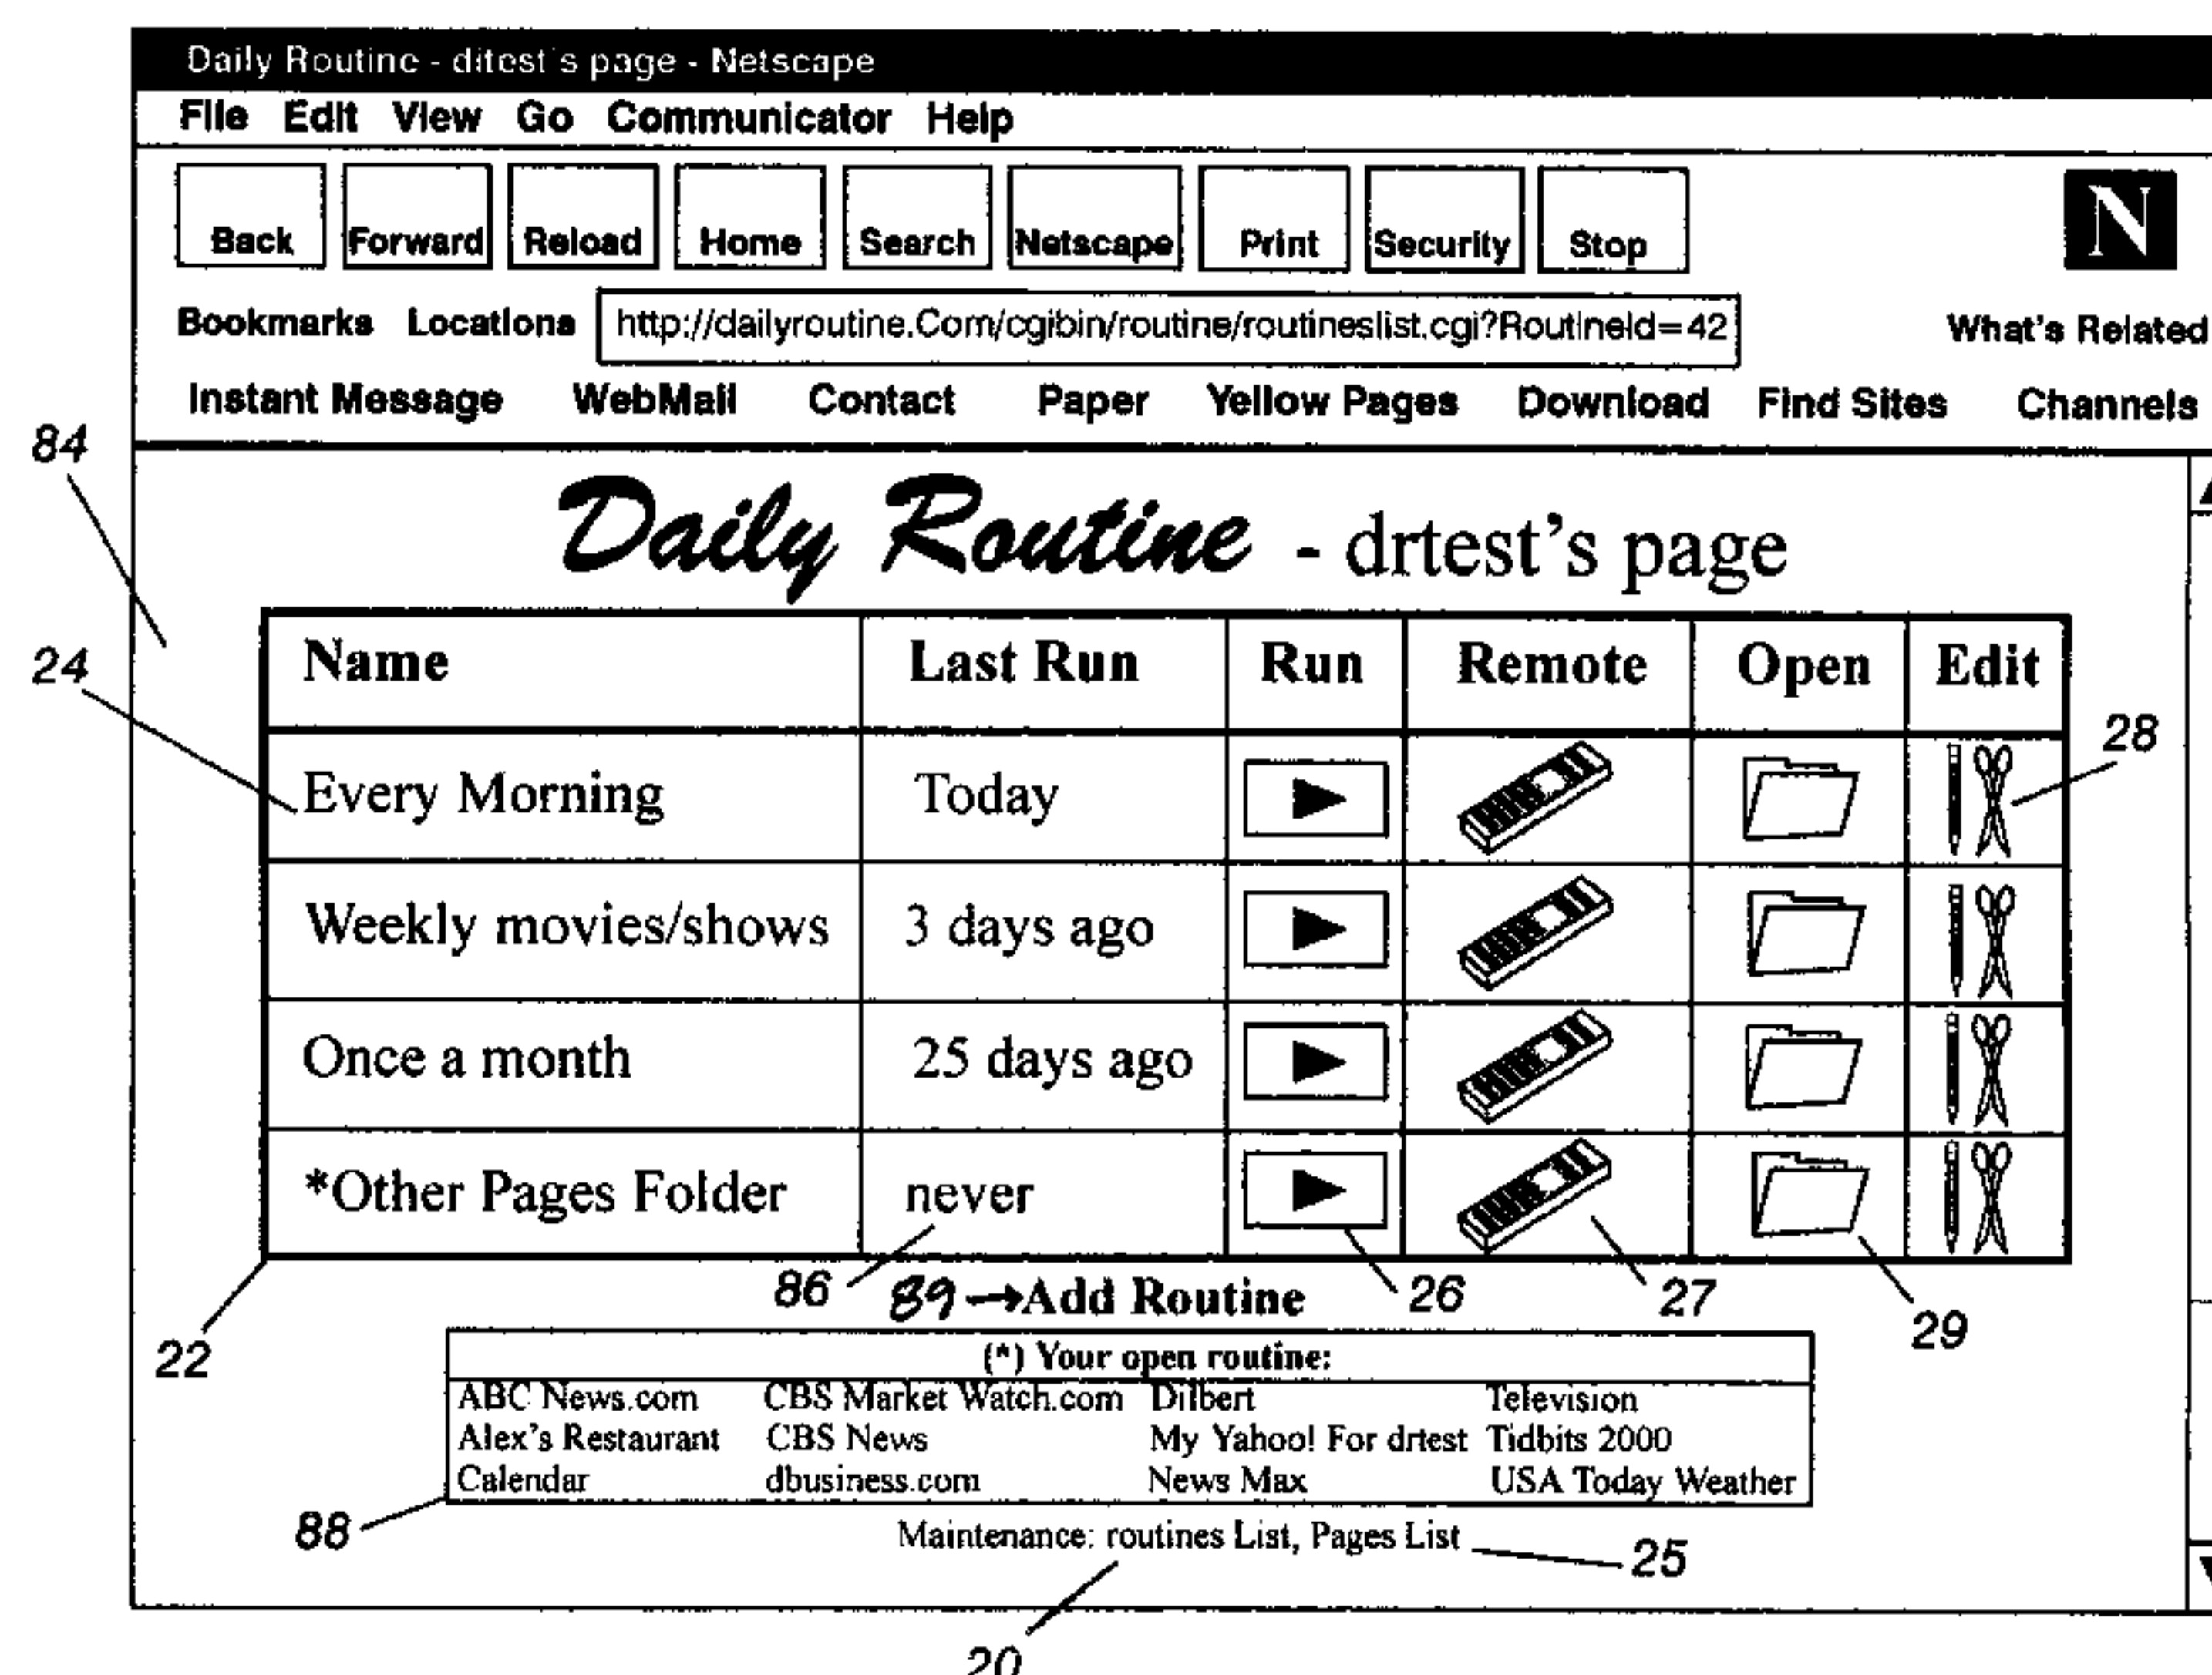 Daily Routine - ditest's page - Netscape
File Edit View Go Communicator Help
Back Forward Reload Home Search Netscape Print Security Stop N
Bookmarks Locations http://dailyroutine.Com/cgibin/routine/routineslist.cgi?RoutineId=42 What's Related
Instant Message WebMail Contact Paper Yellow Pages Download Find Sites Channels
84
Daily Routine - drtest's page
24
Name Last Run Run Remote Open Edit
28
Every Morning Today
Weekly movies/shows 3 days ago
Once a month 25 days ago
*Other Pages Folder never
86 89→Add Routine 26 27 29
22
(*) Your open routine:
ABC News.com CBS Market Watch.com Dilbert Television
Alex's Restaurant CBS News My Yahoo! For drtest Tidbits 2000
Calendar dbusiness.com News Max USA Today Weather
88
Maintenance: routines List, Pages List 25
20